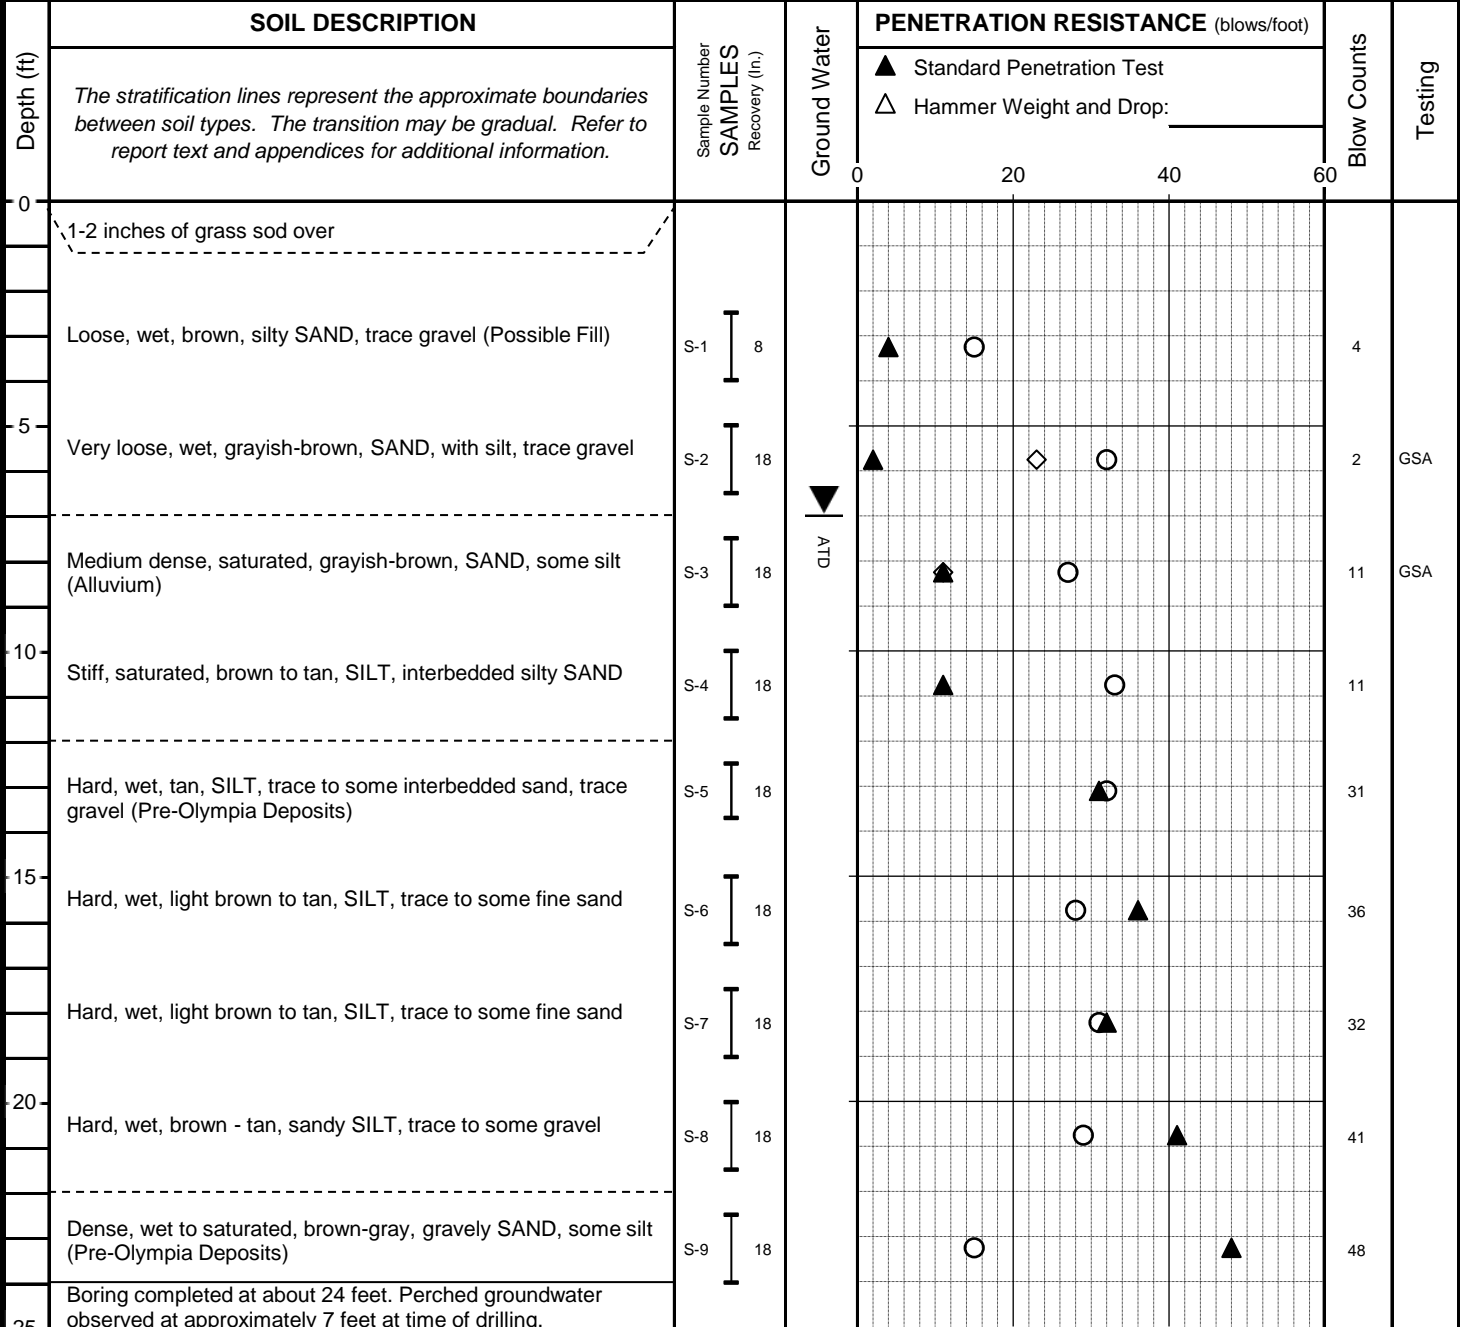 Depth (ft)
SOIL DESCRIPTION
The stratification lines represent the approximate boundaries
between soil types. The transition may be gradual. Refer to
report text and appendices for additional information.
Sample Number
SAMPLES
Recovery (In.)
Ground Water
PENETRATION RESISTANCE (blows/foot)
Standard Penetration Test
Hammer Weight and Drop:
0 20 40 60
Blow Counts
Testing
0
1-2 inches of grass sod over
Loose, wet, brown, silty SAND, trace gravel (Possible Fill)
S-1 8 4
5
Very loose, wet, grayish-brown, SAND, with silt, trace gravel
S-2 18 2 GSA
ATD
Medium dense, saturated, grayish-brown, SAND, some silt
(Alluvium)
S-3 18 11 GSA
10
Stiff, saturated, brown to tan, SILT, interbedded silty SAND
S-4 18 11
Hard, wet, tan, SILT, trace to some interbedded sand, trace
gravel (Pre-Olympia Deposits)
S-5 18 31
15
Hard, wet, light brown to tan, SILT, trace to some fine sand
S-6 18 36
Hard, wet, light brown to tan, SILT, trace to some fine sand
S-7 18 32
20
Hard, wet, brown - tan, sandy SILT, trace to some gravel
S-8 18 41
Dense, wet to saturated, brown-gray, gravely SAND, some silt
(Pre-Olympia Deposits)
S-9 18 48
Boring completed at about 24 feet. Perched groundwater
observed at approximately 7 feet at time of drilling.
25